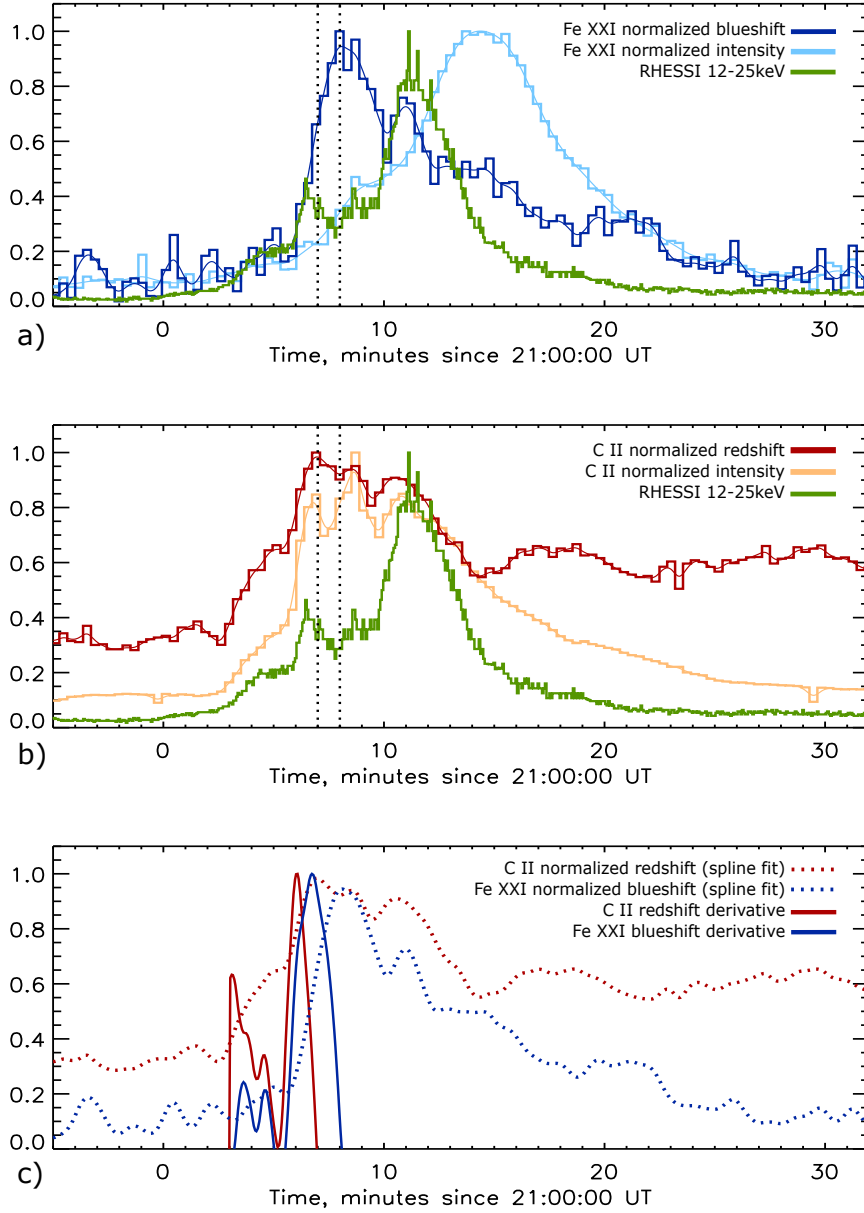 Fe XXI normalized blueshift
Fe XXI normalized intensity
RHESSI 12-25keV
1.0
0.8
0.6
0.4
0.2
0.0
0
10
20
30
a)
Time, minutes since 21:00:00 UT
C II normalized redshift
C II normalized intensity
RHESSI 12-25keV
1.0
0.8
0.6
0.4
0.2
0.0
0
10
20
30
b)
Time, minutes since 21:00:00 UT
C II normalized redshift (spline fit)
Fe XXI normalized blueshift (spline fit)
C II redshift derivative
Fe XXI blueshift derivative
1.0
0.8
0.6
0.4
0.2
0.0
0
10
20
30
c)
Time, minutes since 21:00:00 UT